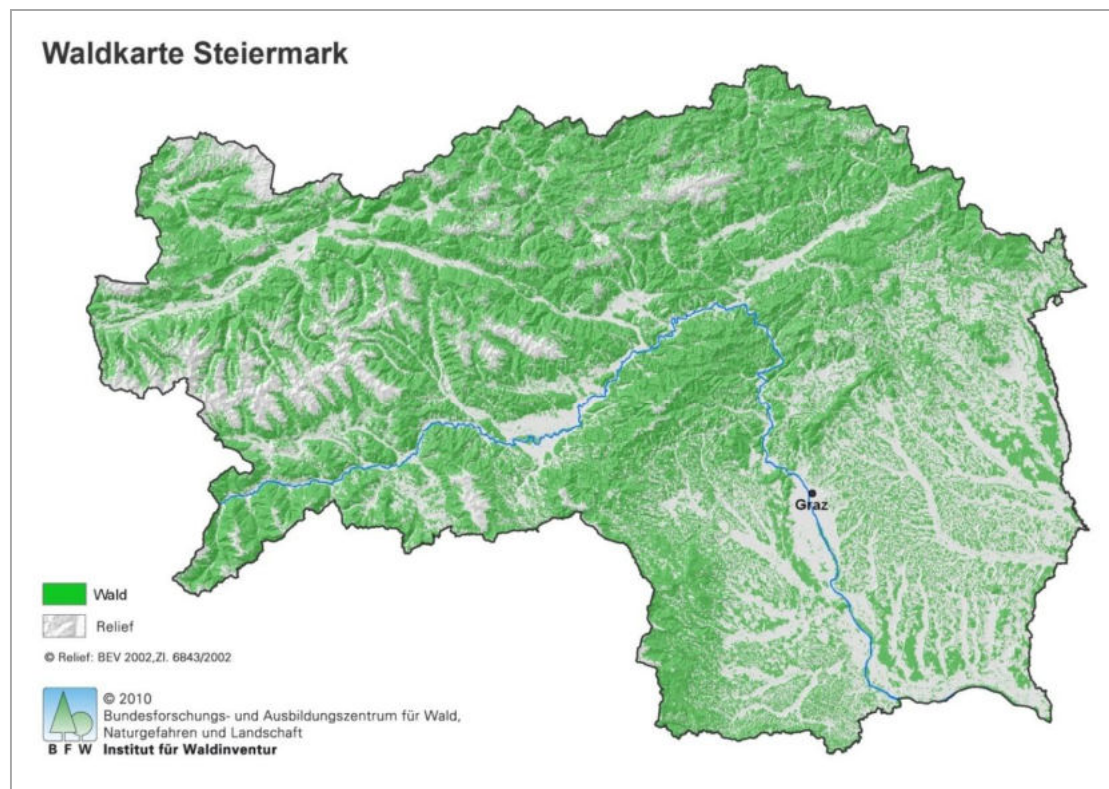 Waldkarte Steiermark
Graz
Wald
Relief
© Relief: BEV 2002,Zl. 6843/2002
© 2010
Bundesforschungs- und Ausbildungszentrum für Wald,
Naturgefahren und Landschaft
B F W Institut für Waldinventur